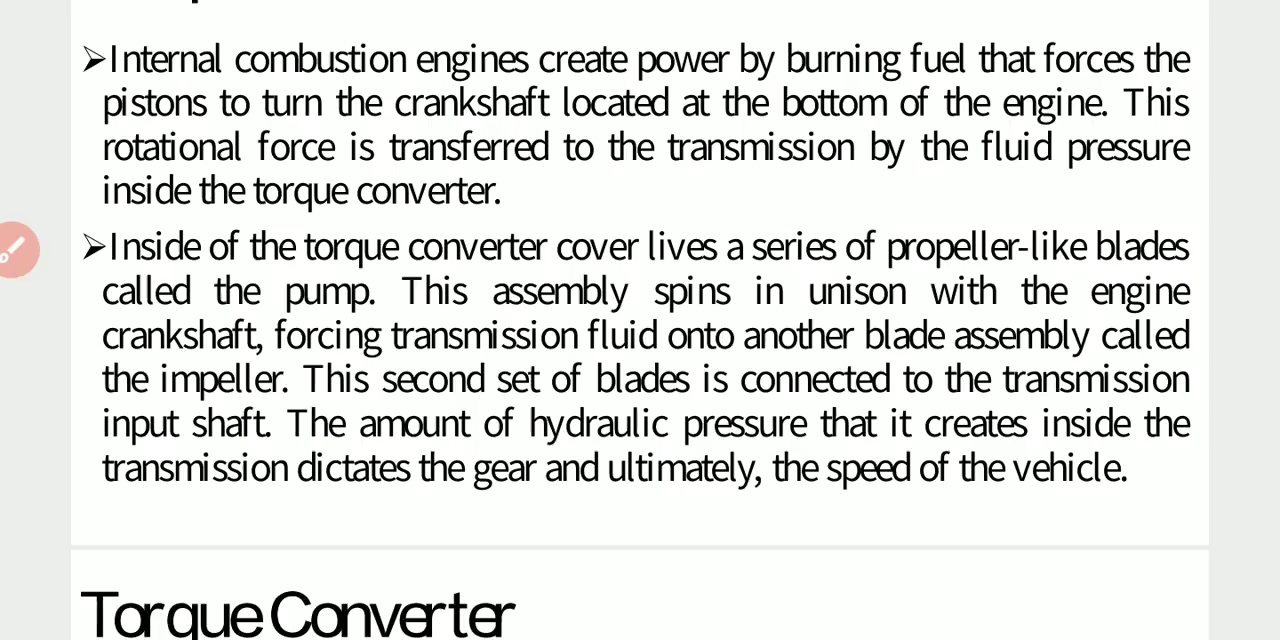 ➢Internal combustion engines create power by burning fuel that forces the
pistons to turn the crankshaft located at the bottom of the engine. This
rotational force is transferred to the transmission by the fluid pressure
inside the torque converter.
➢Inside of the torque converter cover lives a series of propeller-like blades
called the pump. This assembly spins in unison with the engine
crankshaft, forcing transmission fluid onto another blade assembly called
the impeller. This second set of blades is connected to the transmission
input shaft. The amount of hydraulic pressure that it creates inside the
transmission dictates the gear and ultimately, the speed of the vehicle.
Torque Converter